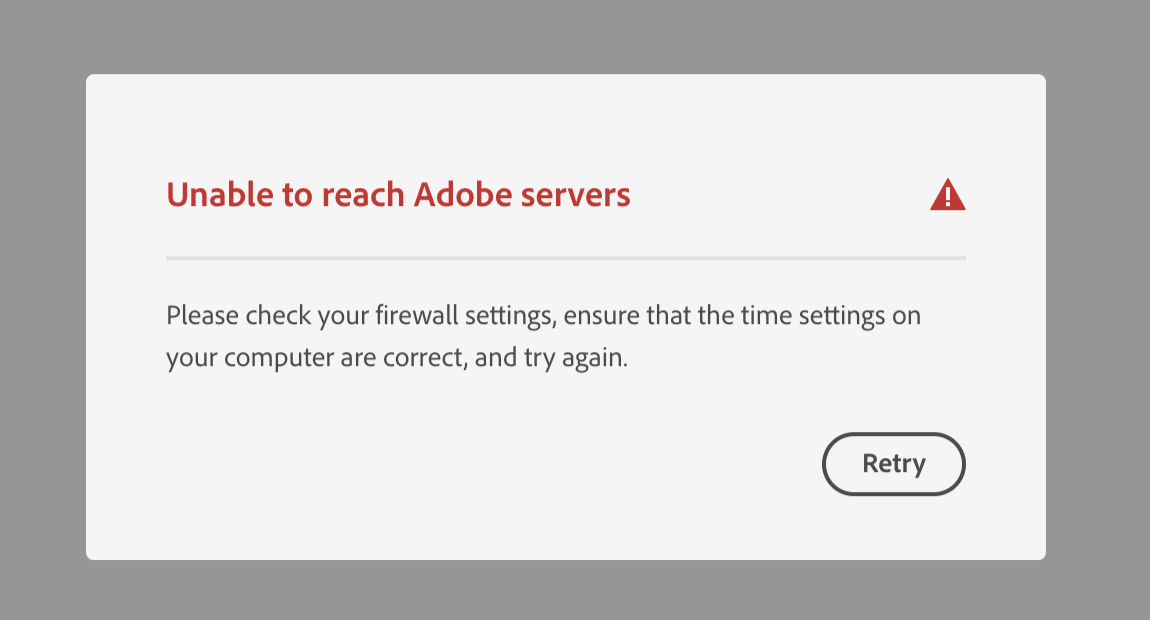 Unable to reach Adobe servers
Please check your firewall settings, ensure that the time settings on
your computer are correct, and try again.
Retry